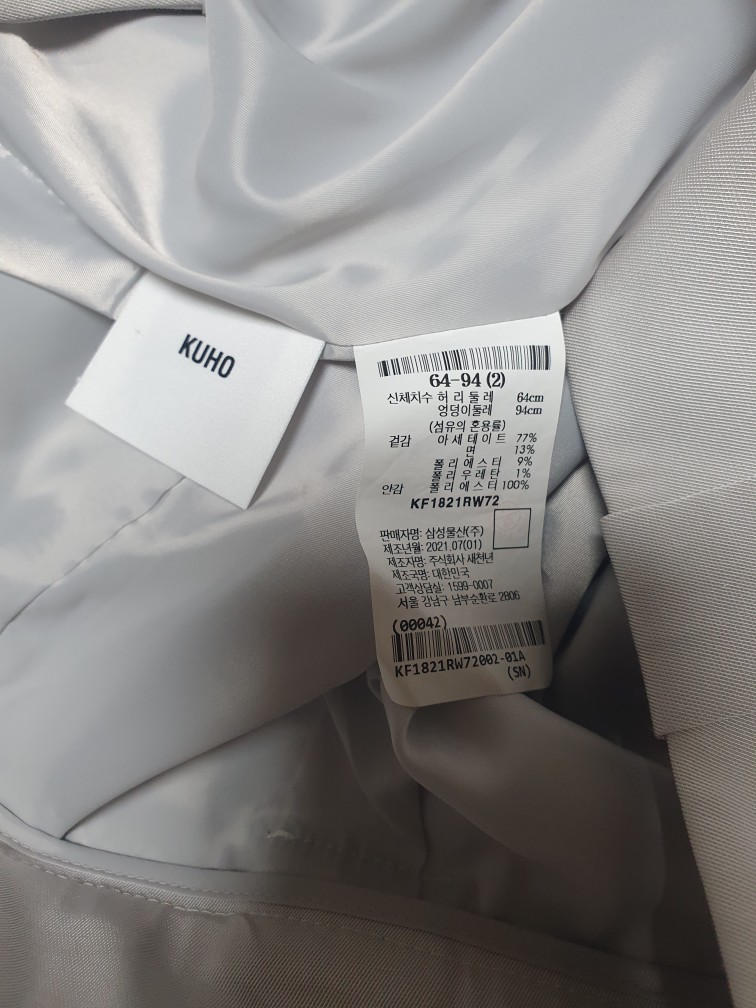 KUHO
64-94 (2)
신체치수 허 리 둘 레 64cm
엉덩이둘레 94cm
(섬유의 혼용률)
겉감 아 세 테 이 트 77%
면 13%
폴 리 에 스 터 9%
폴 리 우 레 탄 1%
안감 폴 리 에 스 터 100%
KF1821RW72
판매자명: 삼성물산(주)
제조년월: 2021.07(01)
제조자명: 주식회사 새천년
제조국명: 대한민국
고객상담실: 1599-0007
서울 강남구 남부순환로 2806
(00042)
KF1821RW72002-01A
(SN)